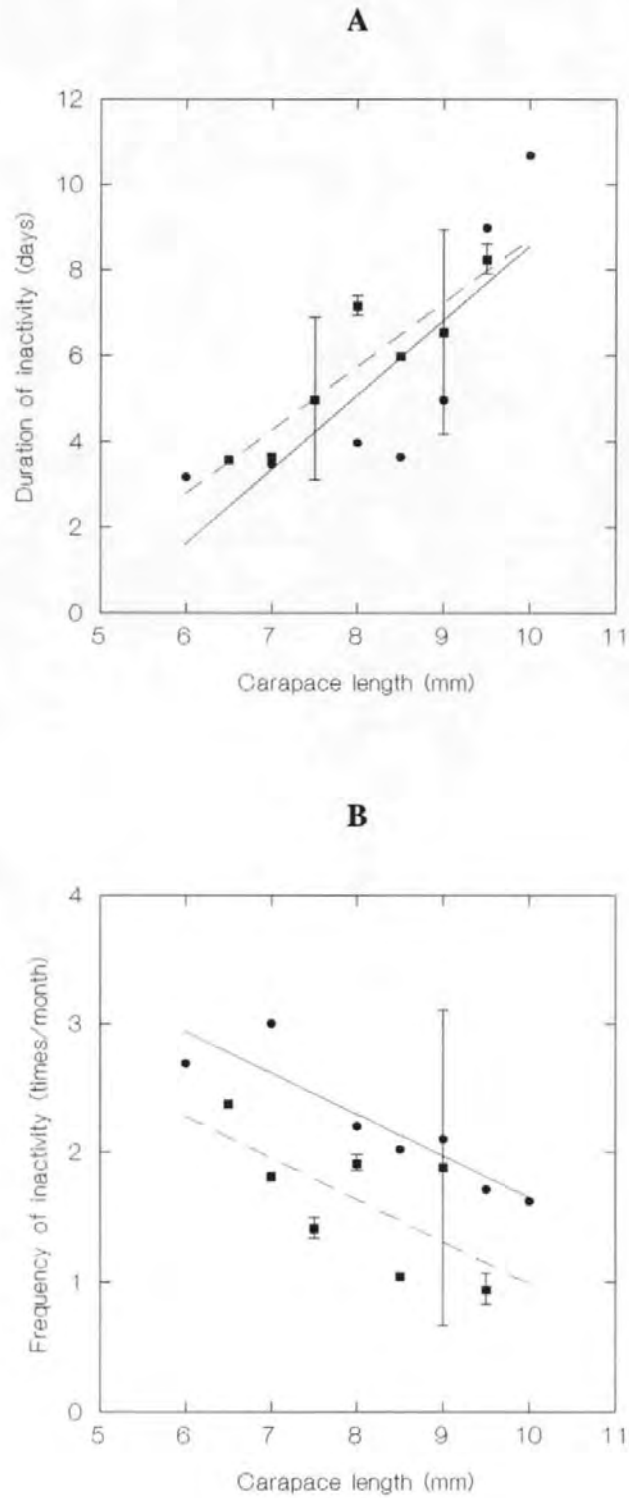 A
12
10
8
6
4
2
0
Duration of inactivity (days)
5 6 7 8 9 10 11
Carapace length (mm)
B
4
3
2
1
0
Frequency of inactivity (times/month)
5 6 7 8 9 10 11
Carapace length (mm)